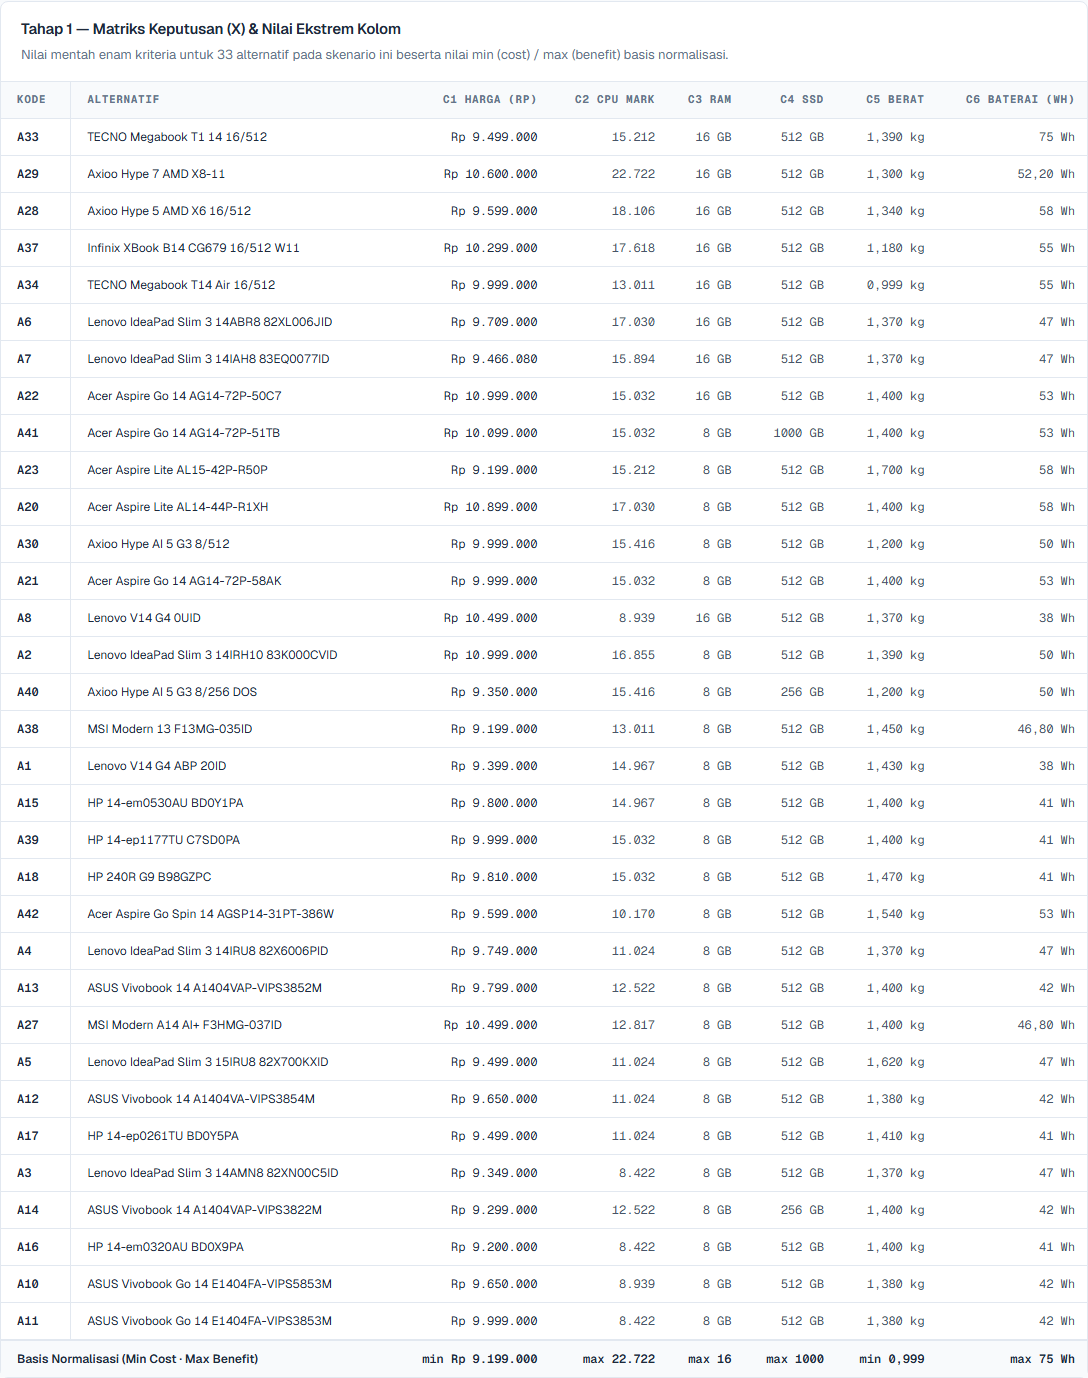 Tahap 1 — Matriks Keputusan (X) & Nilai Ekstrem Kolom
Nilai mentah enam kriteria untuk 33 alternatif pada skenario ini beserta nilai min (cost) / max (benefit) basis normalisasi.
KODE ALTERNATIF C1 HARGA (RP) C2 CPU MARK C3 RAM C4 SSD C5 BERAT C6 BATERAI (WH)
A33 TECNO Megabook T1 14 16/512 Rp 9.499.000 15.212 16 GB 512 GB 1,390 kg 75 Wh
A29 Axioo Hype 7 AMD X8-11 Rp 10.600.000 22.722 16 GB 512 GB 1,300 kg 52,20 Wh
A28 Axioo Hype 5 AMD X6 16/512 Rp 9.599.000 18.106 16 GB 512 GB 1,340 kg 58 Wh
A37 Infinix XBook B14 CG679 16/512 W11 Rp 10.299.000 17.618 16 GB 512 GB 1,180 kg 55 Wh
A34 TECNO Megabook T14 Air 16/512 Rp 9.999.000 13.011 16 GB 512 GB 0,999 kg 55 Wh
A6 Lenovo IdeaPad Slim 3 14ABR8 82XL006JID Rp 9.709.000 17.030 16 GB 512 GB 1,370 kg 47 Wh
A7 Lenovo IdeaPad Slim 3 14IAH8 83EQ0077ID Rp 9.466.080 15.894 16 GB 512 GB 1,370 kg 47 Wh
A22 Acer Aspire Go 14 AG14-72P-50C7 Rp 10.999.000 15.032 16 GB 512 GB 1,400 kg 53 Wh
A41 Acer Aspire Go 14 AG14-72P-51TB Rp 10.099.000 15.032 8 GB 1000 GB 1,400 kg 53 Wh
A23 Acer Aspire Lite AL15-42P-R50P Rp 9.199.000 15.212 8 GB 512 GB 1,700 kg 58 Wh
A20 Acer Aspire Lite AL14-44P-R1XH Rp 10.899.000 17.030 8 GB 512 GB 1,400 kg 58 Wh
A30 Axioo Hype AI 5 G3 8/512 Rp 9.999.000 15.416 8 GB 512 GB 1,200 kg 50 Wh
A21 Acer Aspire Go 14 AG14-72P-58AK Rp 9.999.000 15.032 8 GB 512 GB 1,400 kg 53 Wh
A8 Lenovo V14 G4 0UID Rp 10.499.000 8.939 16 GB 512 GB 1,370 kg 38 Wh
A2 Lenovo IdeaPad Slim 3 14IRH10 83K000CVID Rp 10.999.000 16.855 8 GB 512 GB 1,390 kg 50 Wh
A40 Axioo Hype AI 5 G3 8/256 DOS Rp 9.350.000 15.416 8 GB 256 GB 1,200 kg 50 Wh
A38 MSI Modern 13 F13MG-035ID Rp 9.199.000 13.011 8 GB 512 GB 1,450 kg 46,80 Wh
A1 Lenovo V14 G4 ABP 20ID Rp 9.399.000 14.967 8 GB 512 GB 1,430 kg 38 Wh
A15 HP 14-em0530AU BD0Y1PA Rp 9.800.000 14.967 8 GB 512 GB 1,400 kg 41 Wh
A39 HP 14-ep1177TU C7SD0PA Rp 9.999.000 15.032 8 GB 512 GB 1,400 kg 41 Wh
A18 HP 240R G9 B98GZPC Rp 9.810.000 15.032 8 GB 512 GB 1,470 kg 41 Wh
A42 Acer Aspire Go Spin 14 AGSP14-31PT-386W Rp 9.599.000 10.170 8 GB 512 GB 1,540 kg 53 Wh
A4 Lenovo IdeaPad Slim 3 14IRU8 82X6006PID Rp 9.749.000 11.024 8 GB 512 GB 1,370 kg 47 Wh
A13 ASUS Vivobook 14 A1404VAP-VIPS3852M Rp 9.799.000 12.522 8 GB 512 GB 1,400 kg 42 Wh
A27 MSI Modern A14 AI+ F3HMG-037ID Rp 10.499.000 12.817 8 GB 512 GB 1,400 kg 46,80 Wh
A5 Lenovo IdeaPad Slim 3 15IRU8 82X700KXID Rp 9.499.000 11.024 8 GB 512 GB 1,620 kg 47 Wh
A12 ASUS Vivobook 14 A1404VA-VIPS3854M Rp 9.650.000 11.024 8 GB 512 GB 1,380 kg 42 Wh
A17 HP 14-ep0261TU BD0Y5PA Rp 9.499.000 11.024 8 GB 512 GB 1,410 kg 41 Wh
A3 Lenovo IdeaPad Slim 3 14AMN8 82XN00C5ID Rp 9.349.000 8.422 8 GB 512 GB 1,370 kg 47 Wh
A14 ASUS Vivobook 14 A1404VAP-VIPS3822M Rp 9.299.000 12.522 8 GB 256 GB 1,400 kg 42 Wh
A16 HP 14-em0320AU BD0X9PA Rp 9.200.000 8.422 8 GB 512 GB 1,400 kg 41 Wh
A10 ASUS Vivobook Go 14 E1404FA-VIPS5853M Rp 9.650.000 8.939 8 GB 512 GB 1,380 kg 42 Wh
A11 ASUS Vivobook Go 14 E1404FA-VIPS3853M Rp 9.999.000 8.422 8 GB 512 GB 1,380 kg 42 Wh
Basis Normalisasi (Min Cost · Max Benefit) min Rp 9.199.000 max 22.722 max 16 max 1000 min 0,999 max 75 Wh